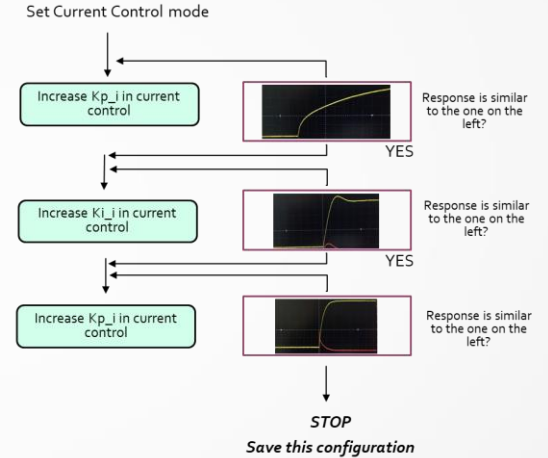 Set Current Control mode
Increase Kp_i in current
control
Response is similar
to the one on the
left?
YES
Increase Ki_i in current
control
Response is similar
to the one on the
left?
YES
Increase Kp_i in current
control
Response is similar
to the one on the
left?
STOP
Save this configuration